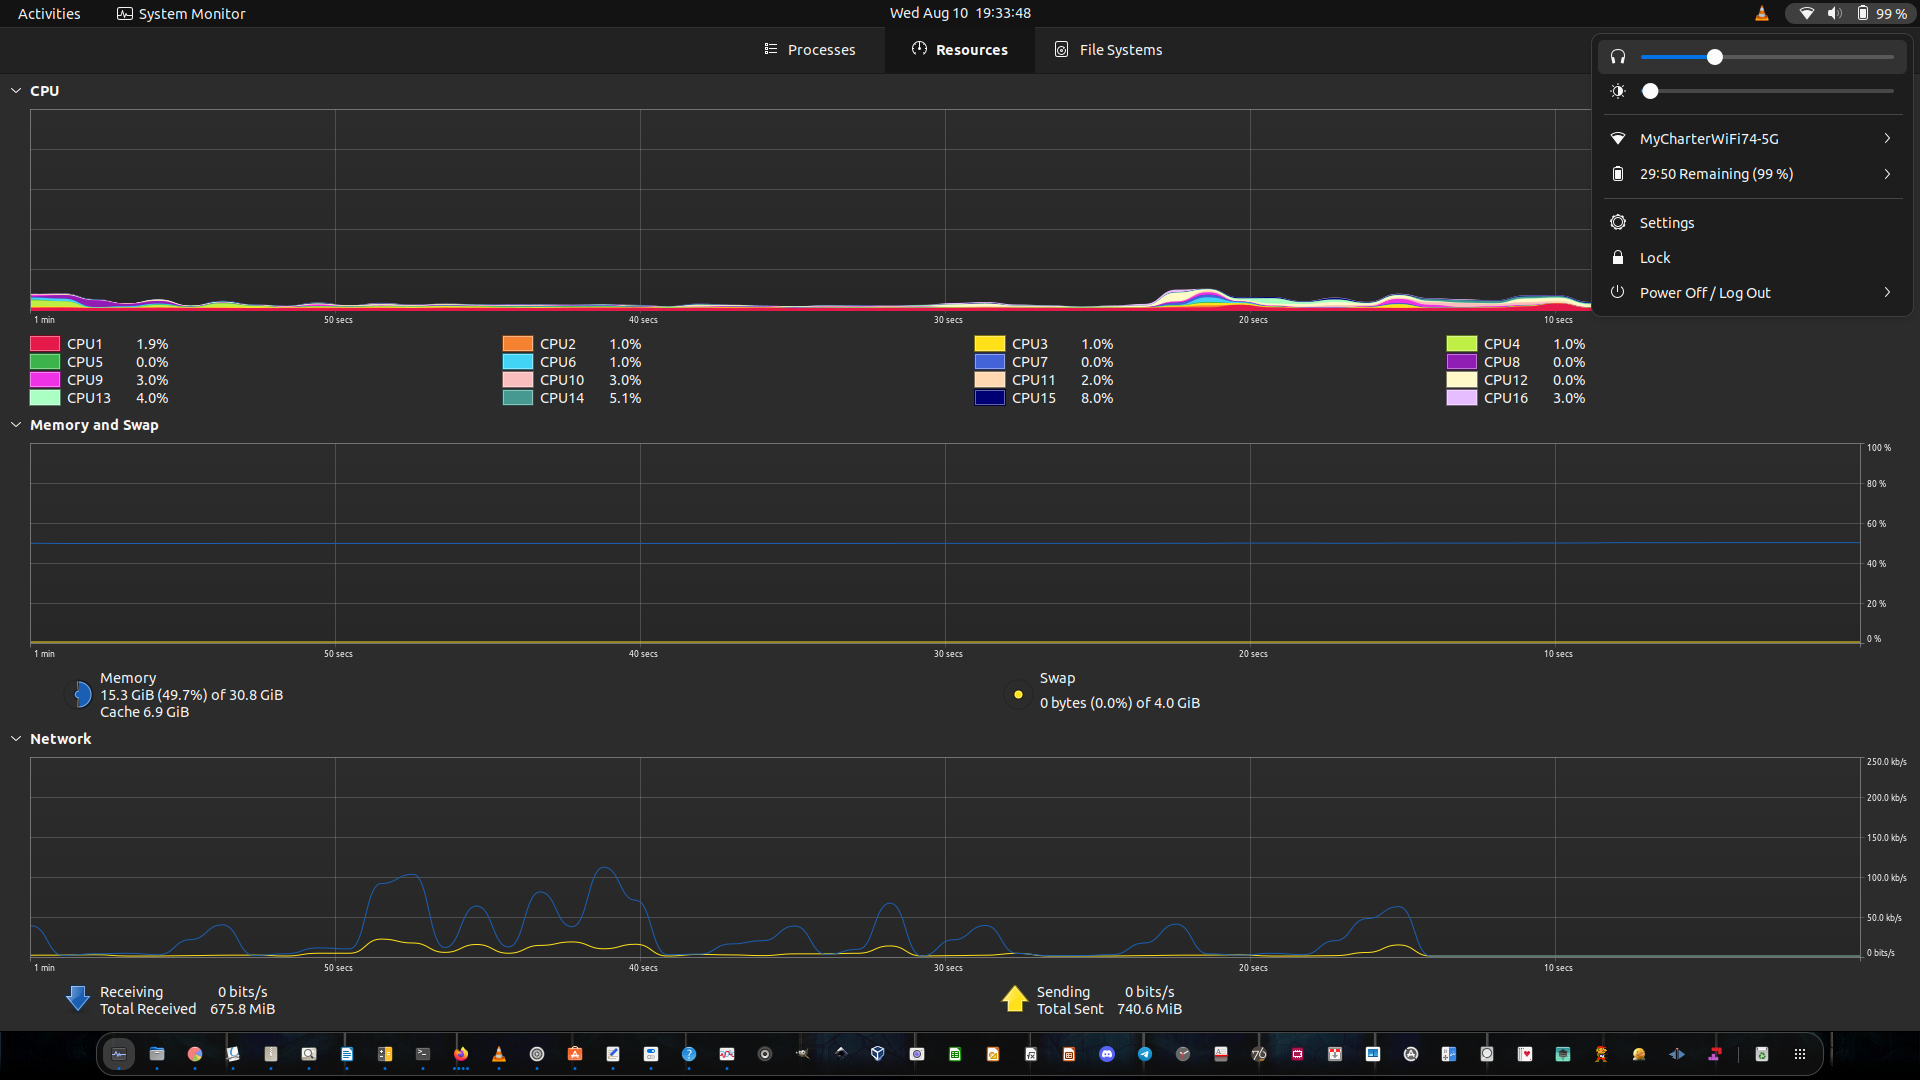 Activities System Monitor Wed Aug 10 19:33:48 99 %
Processes Resources File Systems
CPU
1 min 50 secs 40 secs 30 secs 20 secs 10 secs
MyCharterWiFi74-5G
29:50 Remaining (99 %)
Settings
Lock
Power Off / Log Out
CPU1 1.9% CPU2 1.0% CPU3 1.0% CPU4 1.0%
CPU5 0.0% CPU6 1.0% CPU7 0.0% CPU8 0.0%
CPU9 3.0% CPU10 3.0% CPU11 2.0% CPU12 0.0%
CPU13 4.0% CPU14 5.1% CPU15 8.0% CPU16 3.0%
Memory and Swap
100 %
80 %
60 %
40 %
20 %
0 %
1 min 50 secs 40 secs 30 secs 20 secs 10 secs
Memory
15.3 GiB (49.7%) of 30.8 GiB
Cache 6.9 GiB
Swap
0 bytes (0.0%) of 4.0 GiB
Network
250.0 kb/s
200.0 kb/s
150.0 kb/s
100.0 kb/s
50.0 kb/s
0 bits/s
1 min 50 secs 40 secs 30 secs 20 secs 10 secs
Receiving 0 bits/s
Total Received 675.8 MiB
Sending 0 bits/s
Total Sent 740.6 MiB
76